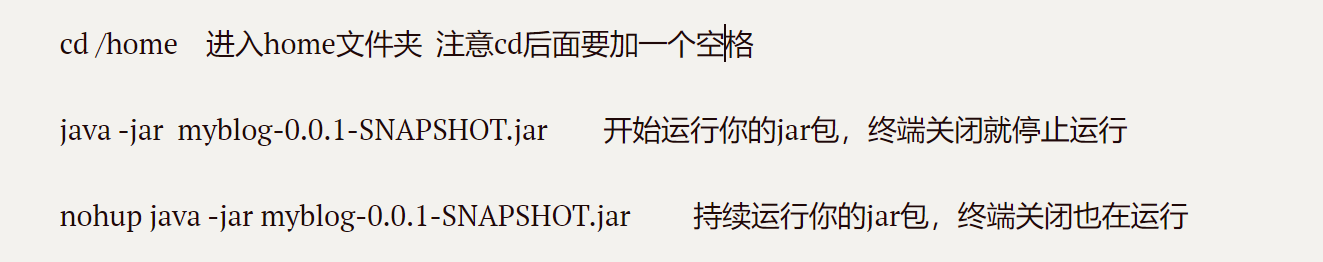 cd /home 进入home文件夹 注意cd后面要加一个空格
java -jar myblog-0.0.1-SNAPSHOT.jar 开始运行你的jar包，终端关闭就停止运行
nohup java -jar myblog-0.0.1-SNAPSHOT.jar 持续运行你的jar包，终端关闭也在运行